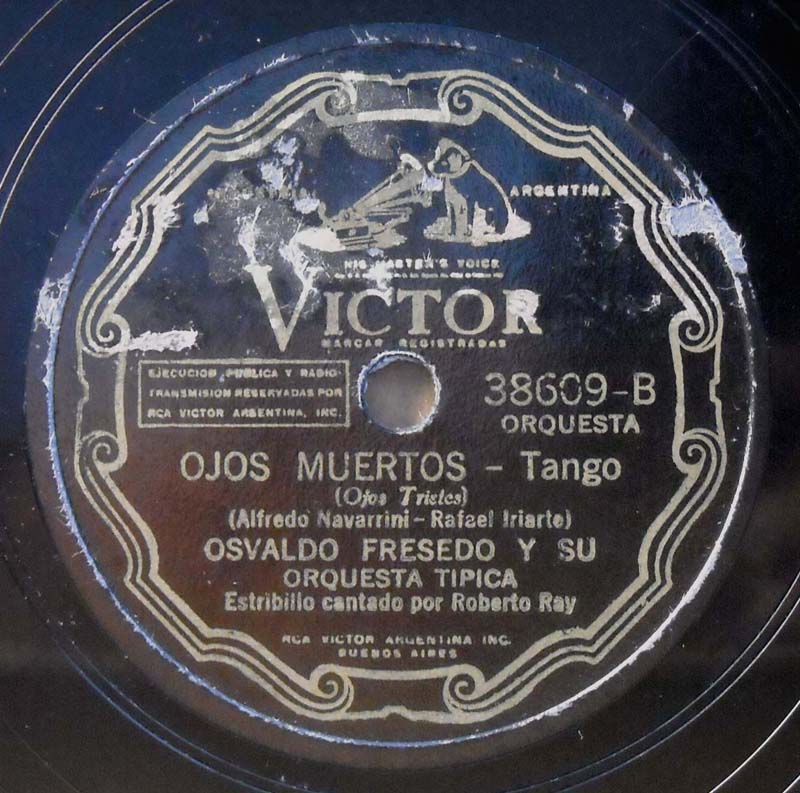 ARGENTINA
HIS MASTER'S VOICE
VICTOR
MARCAS REGISTRADAS
EJECUCION PUBLICA Y RADIO-
TRANSMISION RESERVADAS POR
RCA VICTOR ARGENTINA, INC.
38609-B
ORQUESTA
OJOS MUERTOS - Tango
(Ojos Tristes)
(Alfredo Navarrini - Rafael Iriarte)
OSVALDO FRESEDO Y SU
ORQUESTA TIPICA
Estribillo cantado por Roberto Ray
RCA VICTOR ARGENTINA INC.
BUENOS AIRES